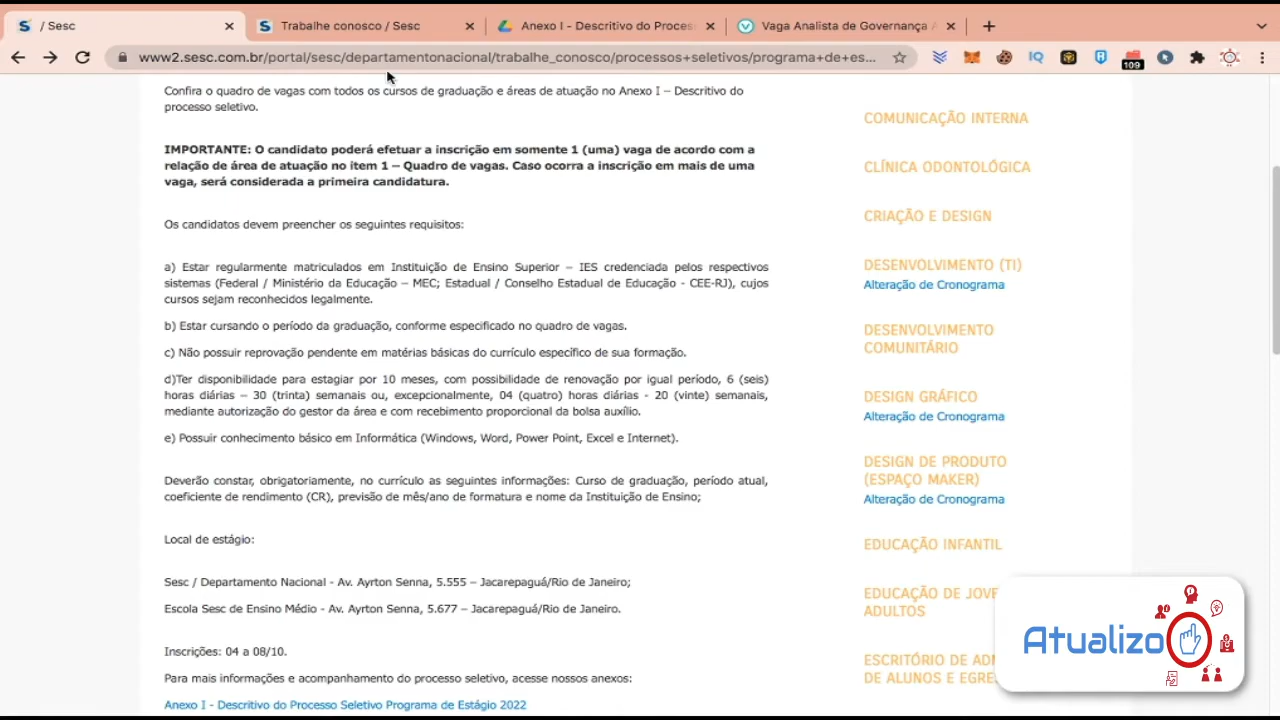 / Sesc
Trabalhe conosco / Sesc
Anexo I - Descritivo do Proces
Vaga Analista de Governança
www2.sesc.com.br/portal/sesc/departamentonacional/trabalhe_conosco/processos+seletivos/programa+de+es...
IQ
109
Confira o quadro de vagas com todos os cursos de graduação e áreas de atuação no Anexo I – Descritivo do
processo seletivo.
IMPORTANTE: O candidato poderá efetuar a inscrição em somente 1 (uma) vaga de acordo com a
relação de área de atuação no item 1 – Quadro de vagas. Caso ocorra a inscrição em mais de uma
vaga, será considerada a primeira candidatura.
Os candidatos devem preencher os seguintes requisitos:
a) Estar regularmente matriculados em Instituição de Ensino Superior – IES credenciada pelos respectivos
sistemas (Federal / Ministério da Educação – MEC; Estadual / Conselho Estadual de Educação - CEE-RJ), cujos
cursos sejam reconhecidos legalmente.
b) Estar cursando o período da graduação, conforme especificado no quadro de vagas.
c) Não possuir reprovação pendente em matérias básicas do currículo específico de sua formação.
d)Ter disponibilidade para estagiar por 10 meses, com possibilidade de renovação por igual período, 6 (seis)
horas diárias – 30 (trinta) semanais ou, excepcionalmente, 04 (quatro) horas diárias - 20 (vinte) semanais,
mediante autorização do gestor da área e com recebimento proporcional da bolsa auxílio.
e) Possuir conhecimento básico em Informática (Windows, Word, Power Point, Excel e Internet).
Deverão constar, obrigatoriamente, no currículo as seguintes informações: Curso de graduação, período atual,
coeficiente de rendimento (CR), previsão de mês/ano de formatura e nome da Instituição de Ensino;
Local de estágio:
Sesc / Departamento Nacional - Av. Ayrton Senna, 5.555 – Jacarepaguá/Rio de Janeiro;
Escola Sesc de Ensino Médio - Av. Ayrton Senna, 5.677 – Jacarepaguá/Rio de Janeiro.
Inscrições: 04 a 08/10.
Para mais informações e acompanhamento do processo seletivo, acesse nossos anexos:
Anexo I - Descritivo do Processo Seletivo Programa de Estágio 2022
COMUNICAÇÃO INTERNA
CLÍNICA ODONTOLÓGICA
CRIAÇÃO E DESIGN
DESENVOLVIMENTO (TI)
Alteração de Cronograma
DESENVOLVIMENTO
COMUNITÁRIO
DESIGN GRÁFICO
Alteração de Cronograma
DESIGN DE PRODUTO
(ESPAÇO MAKER)
Alteração de Cronograma
EDUCAÇÃO INFANTIL
EDUCAÇÃO DE JOVE
ADULTOS
ESCRITÓRIO DE ADM
DE ALUNOS E EGRE
Atualizo